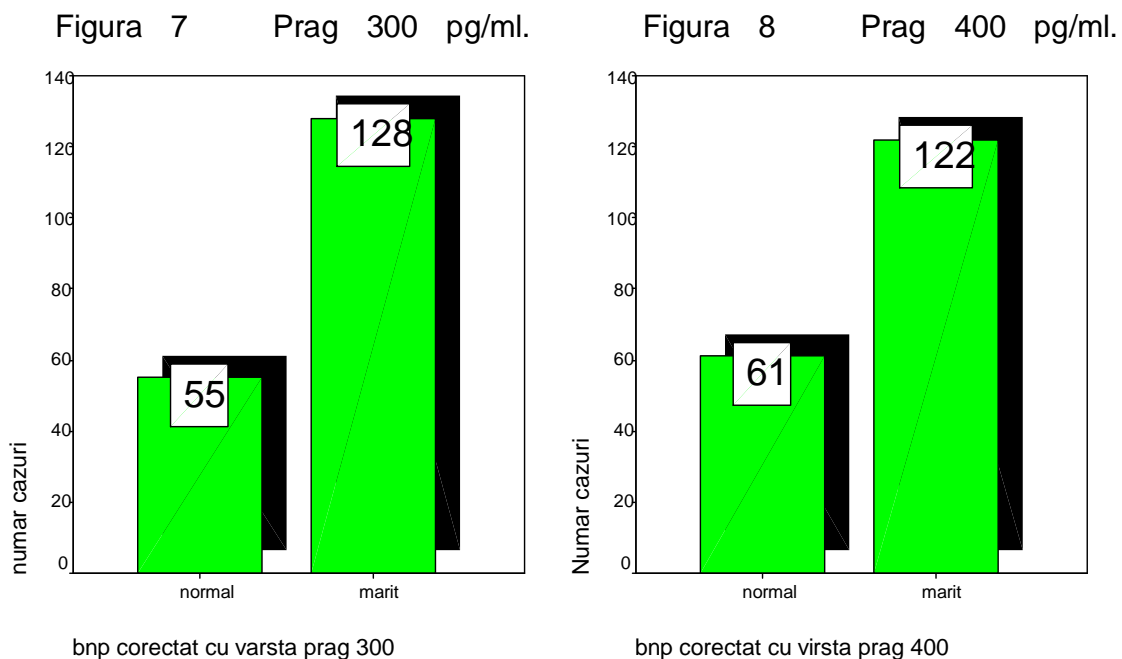 Figura 7 Prag 300 pg/ml.
140
120
100
80
60
40
20
0
numar cazuri
128
55
normal marit
bnp corectat cu varsta prag 300
Figura 8 Prag 400 pg/ml.
140
120
100
80
60
40
20
0
Numar cazuri
122
61
normal marit
bnp corectat cu virsta prag 400